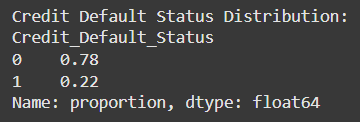 Credit Default Status Distribution:
Credit_Default_Status
0    0.78
1    0.22
Name: proportion, dtype: float64